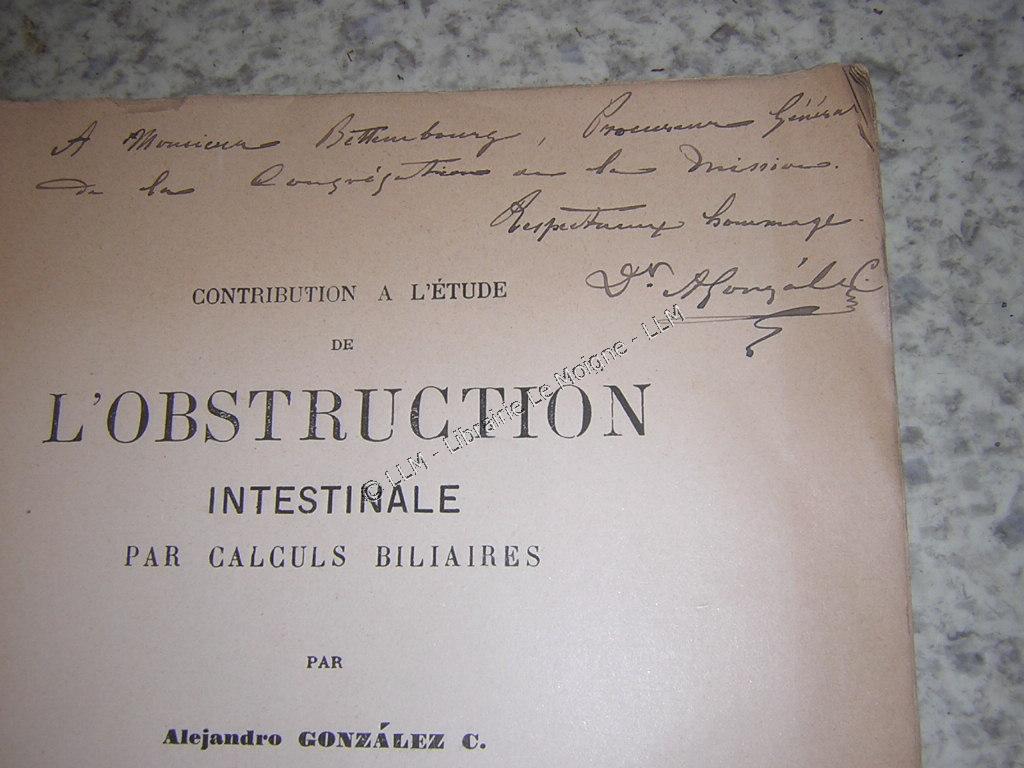 A Monsieur Bettembourg, Procureur Général
de la Congrégation de la Mission.
Respectueux hommage.
Dr. A González C.
CONTRIBUTION A L'ÉTUDE
DE
L'OBSTRUCTION
INTESTINALE
PAR CALCULS BILIAIRES
PAR
Alejandro GONZÁLEZ C.
© LLM - Librairie Le Moigne - LLM